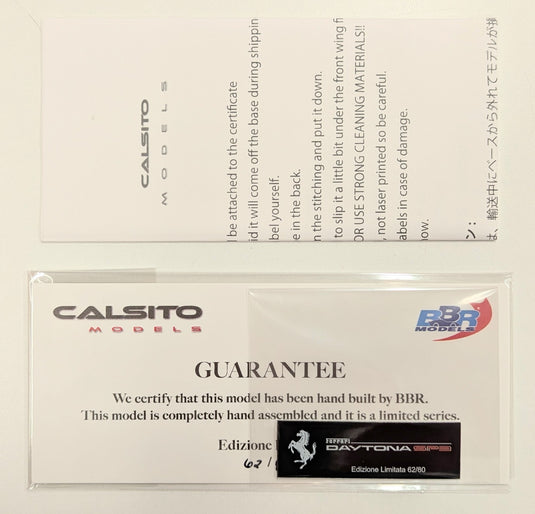 CALSITO
MODELS
l be attached to the certificate
id it will come off the base during shippin
bel yourself.
e in the back.
n the stitching and put it down.
to slip it a little bit under the front wing fi
OR USE STRONG CLEANING MATERIALS!!
, not laser printed so be careful.
abels in case of damage.
now.
ン:
は、輸送中にベースから外れてモデルが損
CALSITO
MODELS
BBR
MODELS
GUARANTEE
We certify that this model has been hand built by BBR.
This model is completely hand assembled and it is a limited series.
Edizione
62/
Ferrari
DAYTONA SP3
Edizione Limitata 62/80